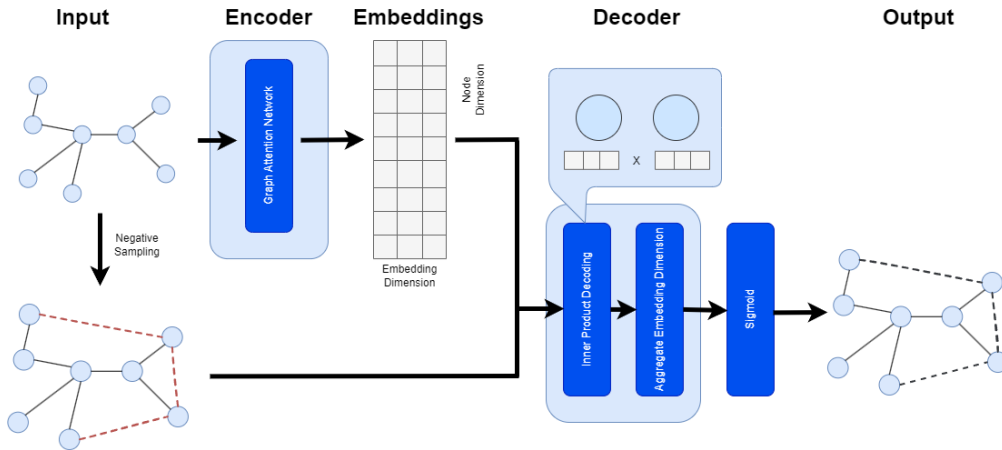 Input
Encoder
Embeddings
Decoder
Output
Graph Attention Network
Node
Dimension
X
Negative
Sampling
Embedding
Dimension
Inner Product Decoding
Aggregate Embedding Dimension
Sigmoid